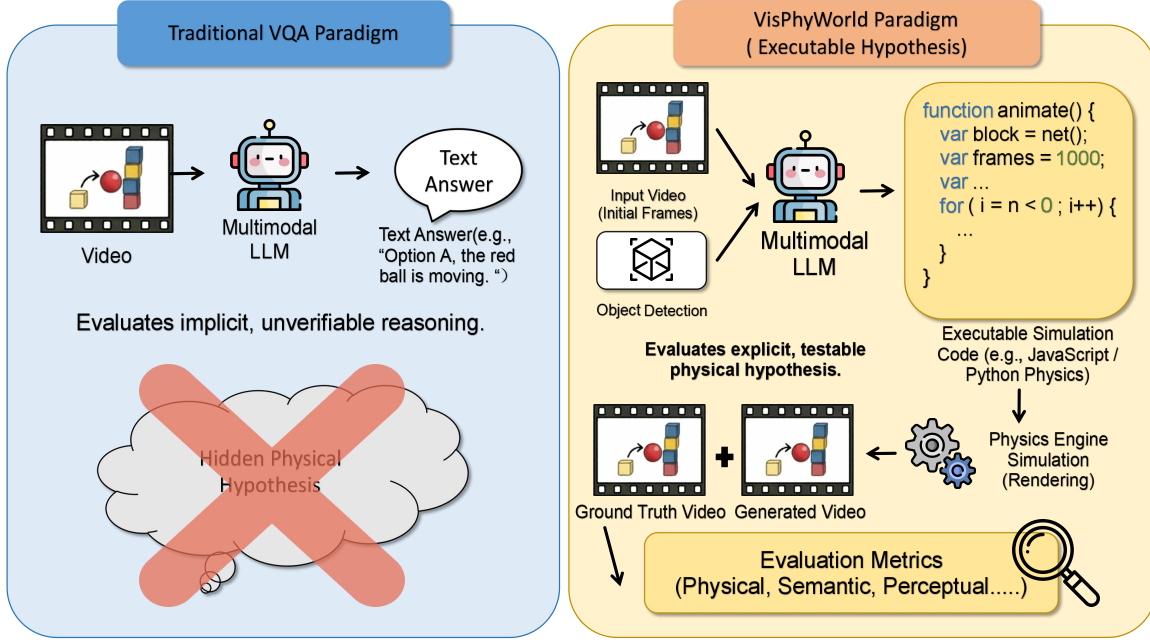 Traditional VQA Paradigm
Video
Multimodal
LLM
Text
Answer
Text Answer(e.g.,
“Option A, the red
ball is moving. “)
Evaluates implicit, unverifiable reasoning.
Hidden Physical
Hypothesis
VisPhyWorld Paradigm
( Executable Hypothesis)
Input Video
(Initial Frames)
Object Detection
Multimodal
LLM
function animate() {
var block = net();
var frames = 1000;
var ...
for ( i = n < 0 ; i++) {
...
}
}
Executable Simulation
Code (e.g., JavaScript /
Python Physics)
Evaluates explicit, testable
physical hypothesis.
Physics Engine
Simulation
(Rendering)
Ground Truth Video
Generated Video
Evaluation Metrics
(Physical, Semantic, Perceptual.....)